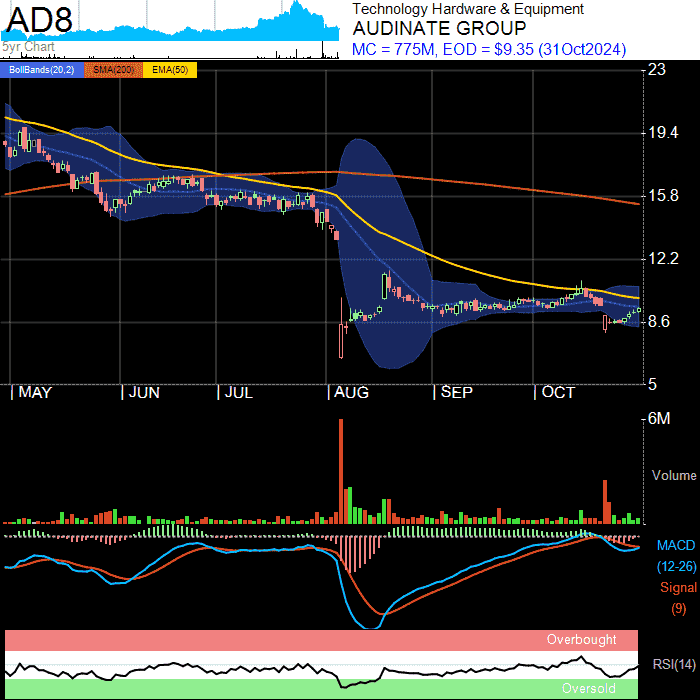 AD8
Technology Hardware & Equipment
AUDINATE GROUP
MC = 775M, EOD = $9.35 (31Oct2024)
5yr Chart
BollBands(20,2) SMA(200) EMA(50)
23
19.4
15.8
12.2
8.6
5
MAY JUN JUL AUG SEP OCT
6M
Volume
MACD
(12-26)
Signal
(9)
Overbought
RSI(14)
Oversold